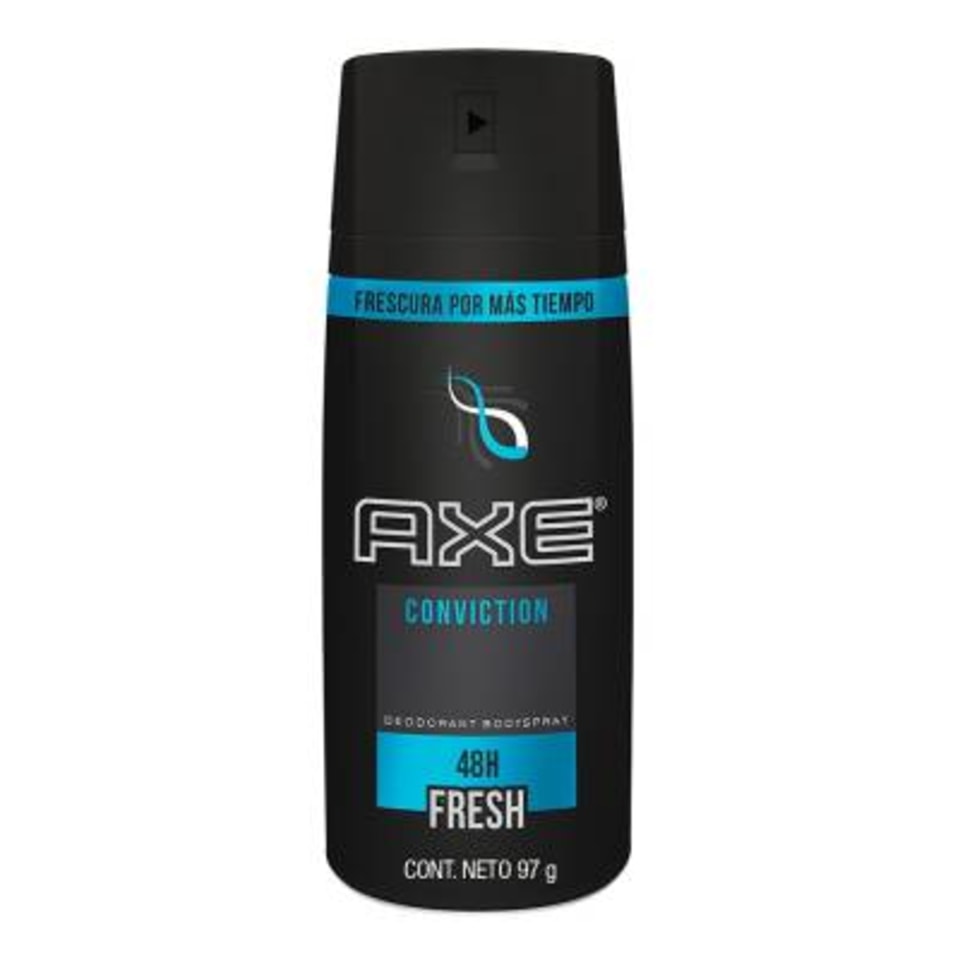 FRESCURA POR MÁS TIEMPO
AXE®
CONVICTION
DEODORANT BODYSPRAY
48H
FRESH
CONT. NETO 97 g